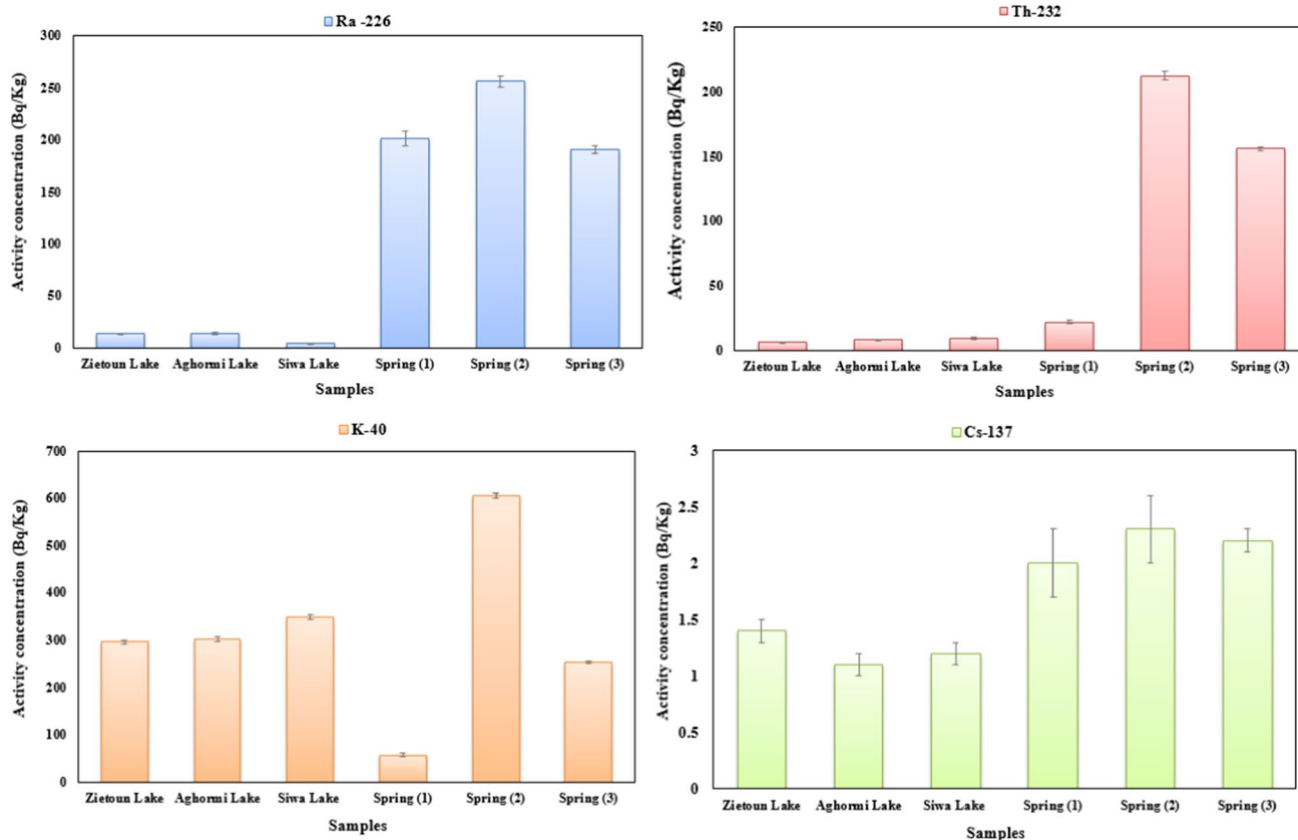 Ra -226
Activity concentration (Bq/Kg)
300
250
200
150
100
50
0
Zietoun Lake Aghormi Lake Siwa Lake Spring (1) Spring (2) Spring (3)
Samples
Th-232
Activity concentration (Bq/Kg)
250
200
150
100
50
0
Zietoun Lake Aghormi Lake Siwa Lake Spring (1) Spring (2) Spring (3)
Samples
K-40
Activity concentration (Bq/Kg)
700
600
500
400
300
200
100
0
Zietoun Lake Aghormi Lake Siwa Lake Spring (1) Spring (2) Spring (3)
Samples
Cs-137
Activity concentration (Bq/Kg)
3
2.5
2
1.5
1
0.5
0
Zietoun Lake Aghormi Lake Siwa Lake Spring (1) Spring (2) Spring (3)
Samples